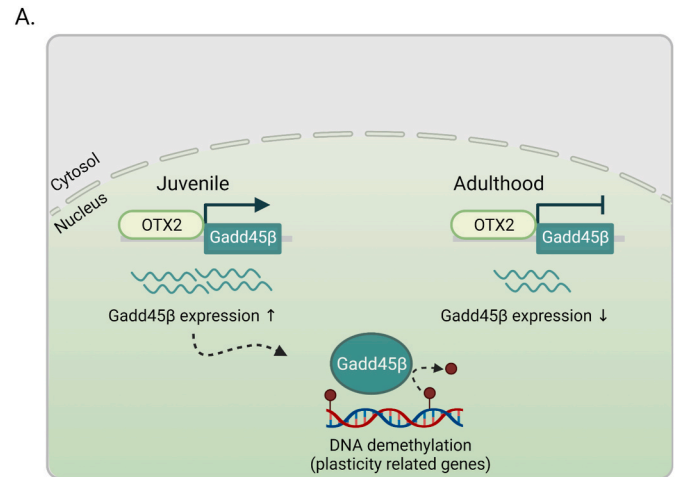 A.
Cytosol
Nucleus
Juvenile
Adulthood
OTX2
Gadd45β
OTX2
Gadd45β
Gadd45β expression ↑
Gadd45β expression ↓
Gadd45β
DNA demethylation
(plasticity related genes)